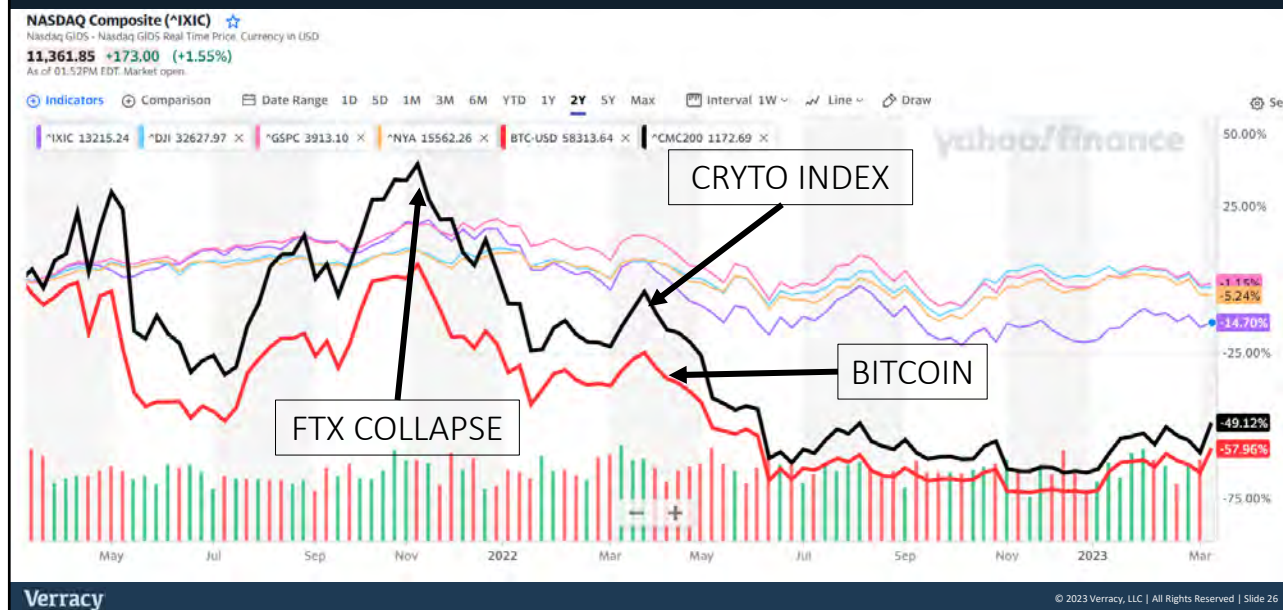 NASDAQ Composite (^IXIC)
Nasdaq GIDS - Nasdaq GIDS Real Time Price. Currency in USD
11,361.85 +173.00 (+1.55%)
As of 01:52PM EDT. Market open.
Indicators Comparison Date Range 1D 5D 1M 3M 6M YTD 1Y 2Y 5Y Max Interval 1W Line Draw Se
^IXIC 13215.24 ^DJI 32627.97 × ^GSPC 3913.10 × ^NYA 15562.26 × BTC-USD 58313.64 × ^CMC200 1172.69 ×
yahoo!finance
50.00%
CRYTO INDEX
25.00%
-1.15%
-5.24%
-14.70%
-25.00%
BITCOIN
FTX COLLAPSE
-49.12%
-57.96%
-75.00%
May Jul Sep Nov 2022 Mar May Jul Sep Nov 2023 Mar
Verracy
© 2023 Verracy, LLC | All Rights Reserved | Slide 26